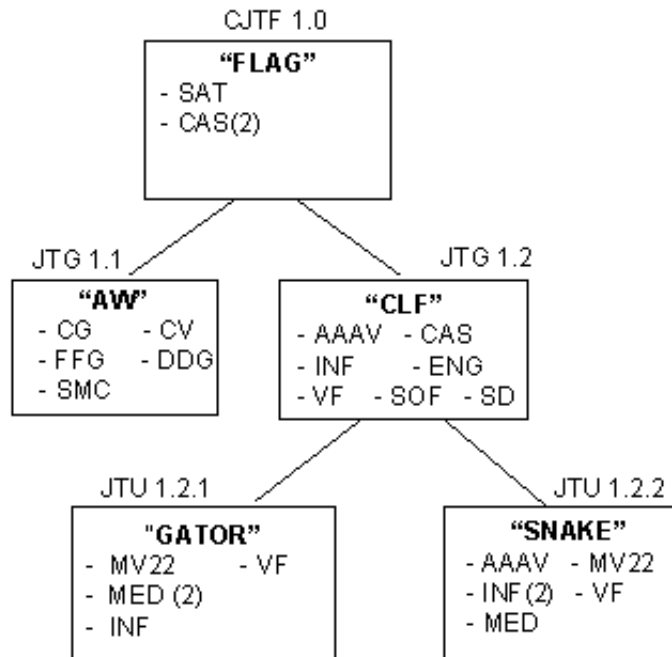 CJTF 1.0
“FLAG”
- SAT
- CAS(2)
JTG 1.1
“AW”
- CG - CV
- FFG - DDG
- SMC
JTG 1.2
“CLF”
- AAAV - CAS
- INF - ENG
- VF - SOF - SD
JTU 1.2.1
"GATOR”
- MV22 - VF
- MED (2)
- INF
JTU 1.2.2
“SNAKE”
- AAAV - MV22
- INF(2) - VF
- MED